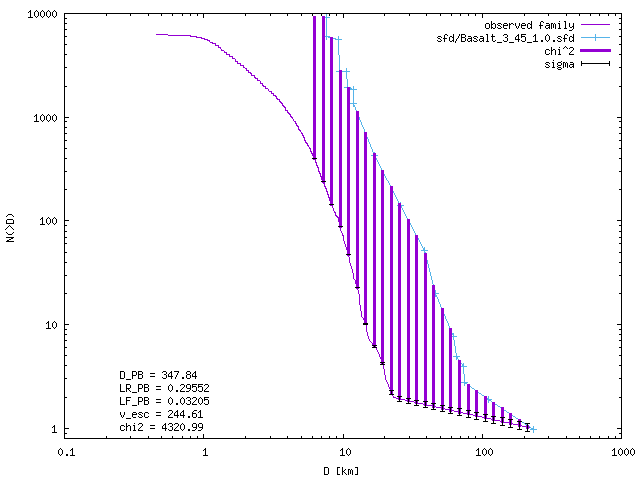 10000
1000
100
10
1
N(>D)
observed family
sfd/Basalt_3_45_1.0.sfd
chi^2
sigma
D_PB = 347.84
LR_PB = 0.29552
LF_PB = 0.03205
v_esc = 244.61
chi2 = 4320.99
0.1 1 10 100 1000
D [km]